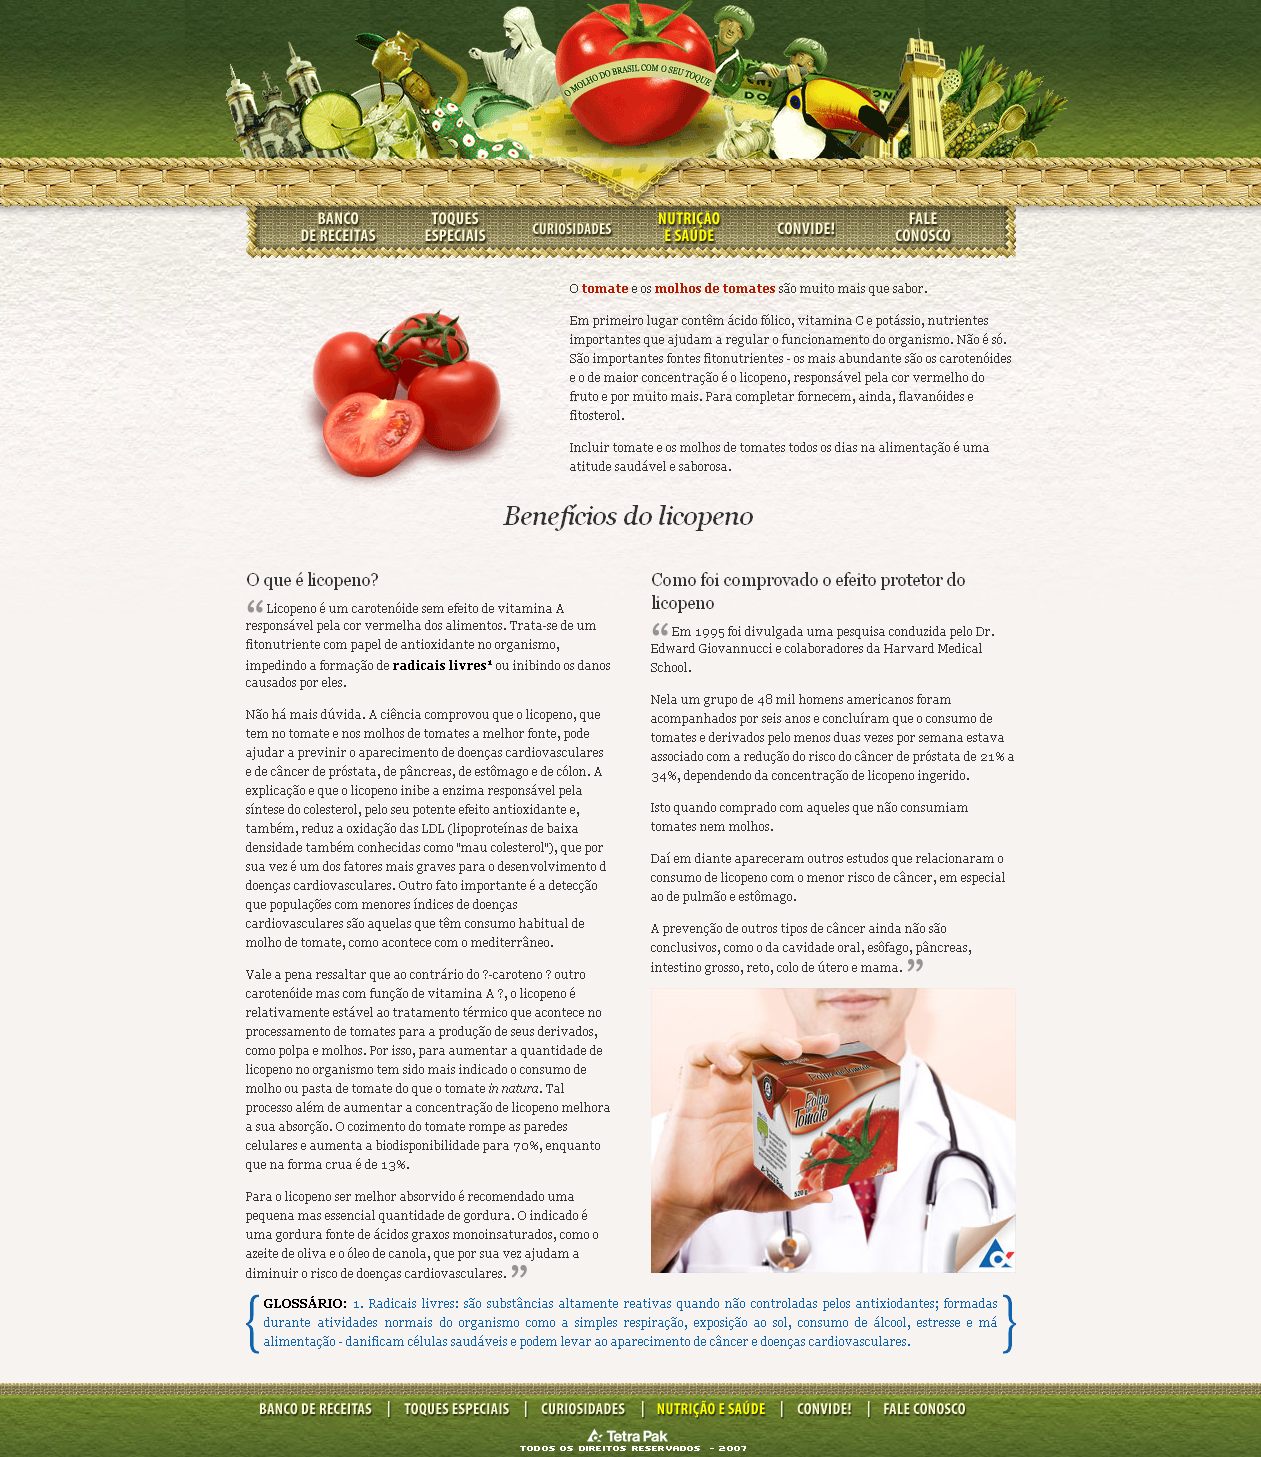 O MOLHO DO BRASIL COM O SEU TOQUE
BANCO
DE RECEITAS
TOQUES
ESPECIAIS
CURIOSIDADES
NUTRIÇÃO
E SAÚDE
CONVIDE!
FALE
CONOSCO
O tomate e os molhos de tomates são muito mais que sabor.
Em primeiro lugar contêm ácido fólico, vitamina C e potássio, nutrientes
importantes que ajudam a regular o funcionamento do organismo. Não é só.
São importantes fontes fitonutrientes - os mais abundante são os carotenóides
e o de maior concentração é o licopeno, responsável pela cor vermelho do
fruto e por muito mais. Para completar fornecem, ainda, flavanóides e
fitosterol.
Incluir tomate e os molhos de tomates todos os dias na alimentação é uma
atitude saudável e saborosa.
Benefícios do licopeno
O que é licopeno?
“ Licopeno é um carotenóide sem efeito de vitamina A
responsável pela cor vermelha dos alimentos. Trata-se de um
fitonutriente com papel de antioxidante no organismo,
impedindo a formação de radicais livres¹ ou inibindo os danos
causados por eles.
Não há mais dúvida. A ciência comprovou que o licopeno, que
tem no tomate e nos molhos de tomates a melhor fonte, pode
ajudar a previnir o aparecimento de doenças cardiovasculares
e de câncer de próstata, de pâncreas, de estômago e de cólon. A
explicação e que o licopeno inibe a enzima responsável pela
síntese do colesterol, pelo seu potente efeito antioxidante e,
também, reduz a oxidação das LDL (lipoproteínas de baixa
densidade também conhecidas como "mau colesterol"), que por
sua vez é um dos fatores mais graves para o desenvolvimento d
doenças cardiovasculares. Outro fato importante é a detecção
que populações com menores índices de doenças
cardiovasculares são aquelas que têm consumo habitual de
molho de tomate, como acontece com o mediterrâneo.
Vale a pena ressaltar que ao contrário do ?-caroteno ? outro
carotenóide mas com função de vitamina A ?, o licopeno é
relativamente estável ao tratamento térmico que acontece no
processamento de tomates para a produção de seus derivados,
como polpa e molhos. Por isso, para aumentar a quantidade de
licopeno no organismo tem sido mais indicado o consumo de
molho ou pasta de tomate do que o tomate in natura. Tal
processo além de aumentar a concentração de licopeno melhora
a sua absorção. O cozimento do tomate rompe as paredes
celulares e aumenta a biodisponibilidade para 70%, enquanto
que na forma crua é de 13%.
Para o licopeno ser melhor absorvido é recomendado uma
pequena mas essencial quantidade de gordura. O indicado é
uma gordura fonte de ácidos graxos monoinsaturados, como o
azeite de oliva e o óleo de canola, que por sua vez ajudam a
diminuir o risco de doenças cardiovasculares. ”
Como foi comprovado o efeito protetor do
licopeno
“ Em 1995 foi divulgada uma pesquisa conduzida pelo Dr.
Edward Giovannucci e colaboradores da Harvard Medical
School.
Nela um grupo de 48 mil homens americanos foram
acompanhados por seis anos e concluíram que o consumo de
tomates e derivados pelo menos duas vezes por semana estava
associado com a redução do risco do câncer de próstata de 21% a
34%, dependendo da concentração de licopeno ingerido.
Isto quando comprado com aqueles que não consumiam
tomates nem molhos.
Daí em diante apareceram outros estudos que relacionaram o
consumo de licopeno com o menor risco de câncer, em especial
ao de pulmão e estômago.
A prevenção de outros tipos de câncer ainda não são
conclusivos, como o da cavidade oral, esôfago, pâncreas,
intestino grosso, reto, colo de útero e mama. ”
Polpa de Tomate
Polpa
de
Tomate
Tetra Pak
520 g
GLOSSÁRIO: 1. Radicais livres: são substâncias altamente reativas quando não controladas pelos antixiodantes; formadas
durante atividades normais do organismo como a simples respiração, exposição ao sol, consumo de álcool, estresse e má
alimentação - danificam células saudáveis e podem levar ao aparecimento de câncer e doenças cardiovasculares.
BANCO DE RECEITAS | TOQUES ESPECIAIS | CURIOSIDADES | NUTRIÇÃO E SAÚDE | CONVIDE! | FALE CONOSCO
Tetra Pak
TODOS OS DIREITOS RESERVADOS - 2007